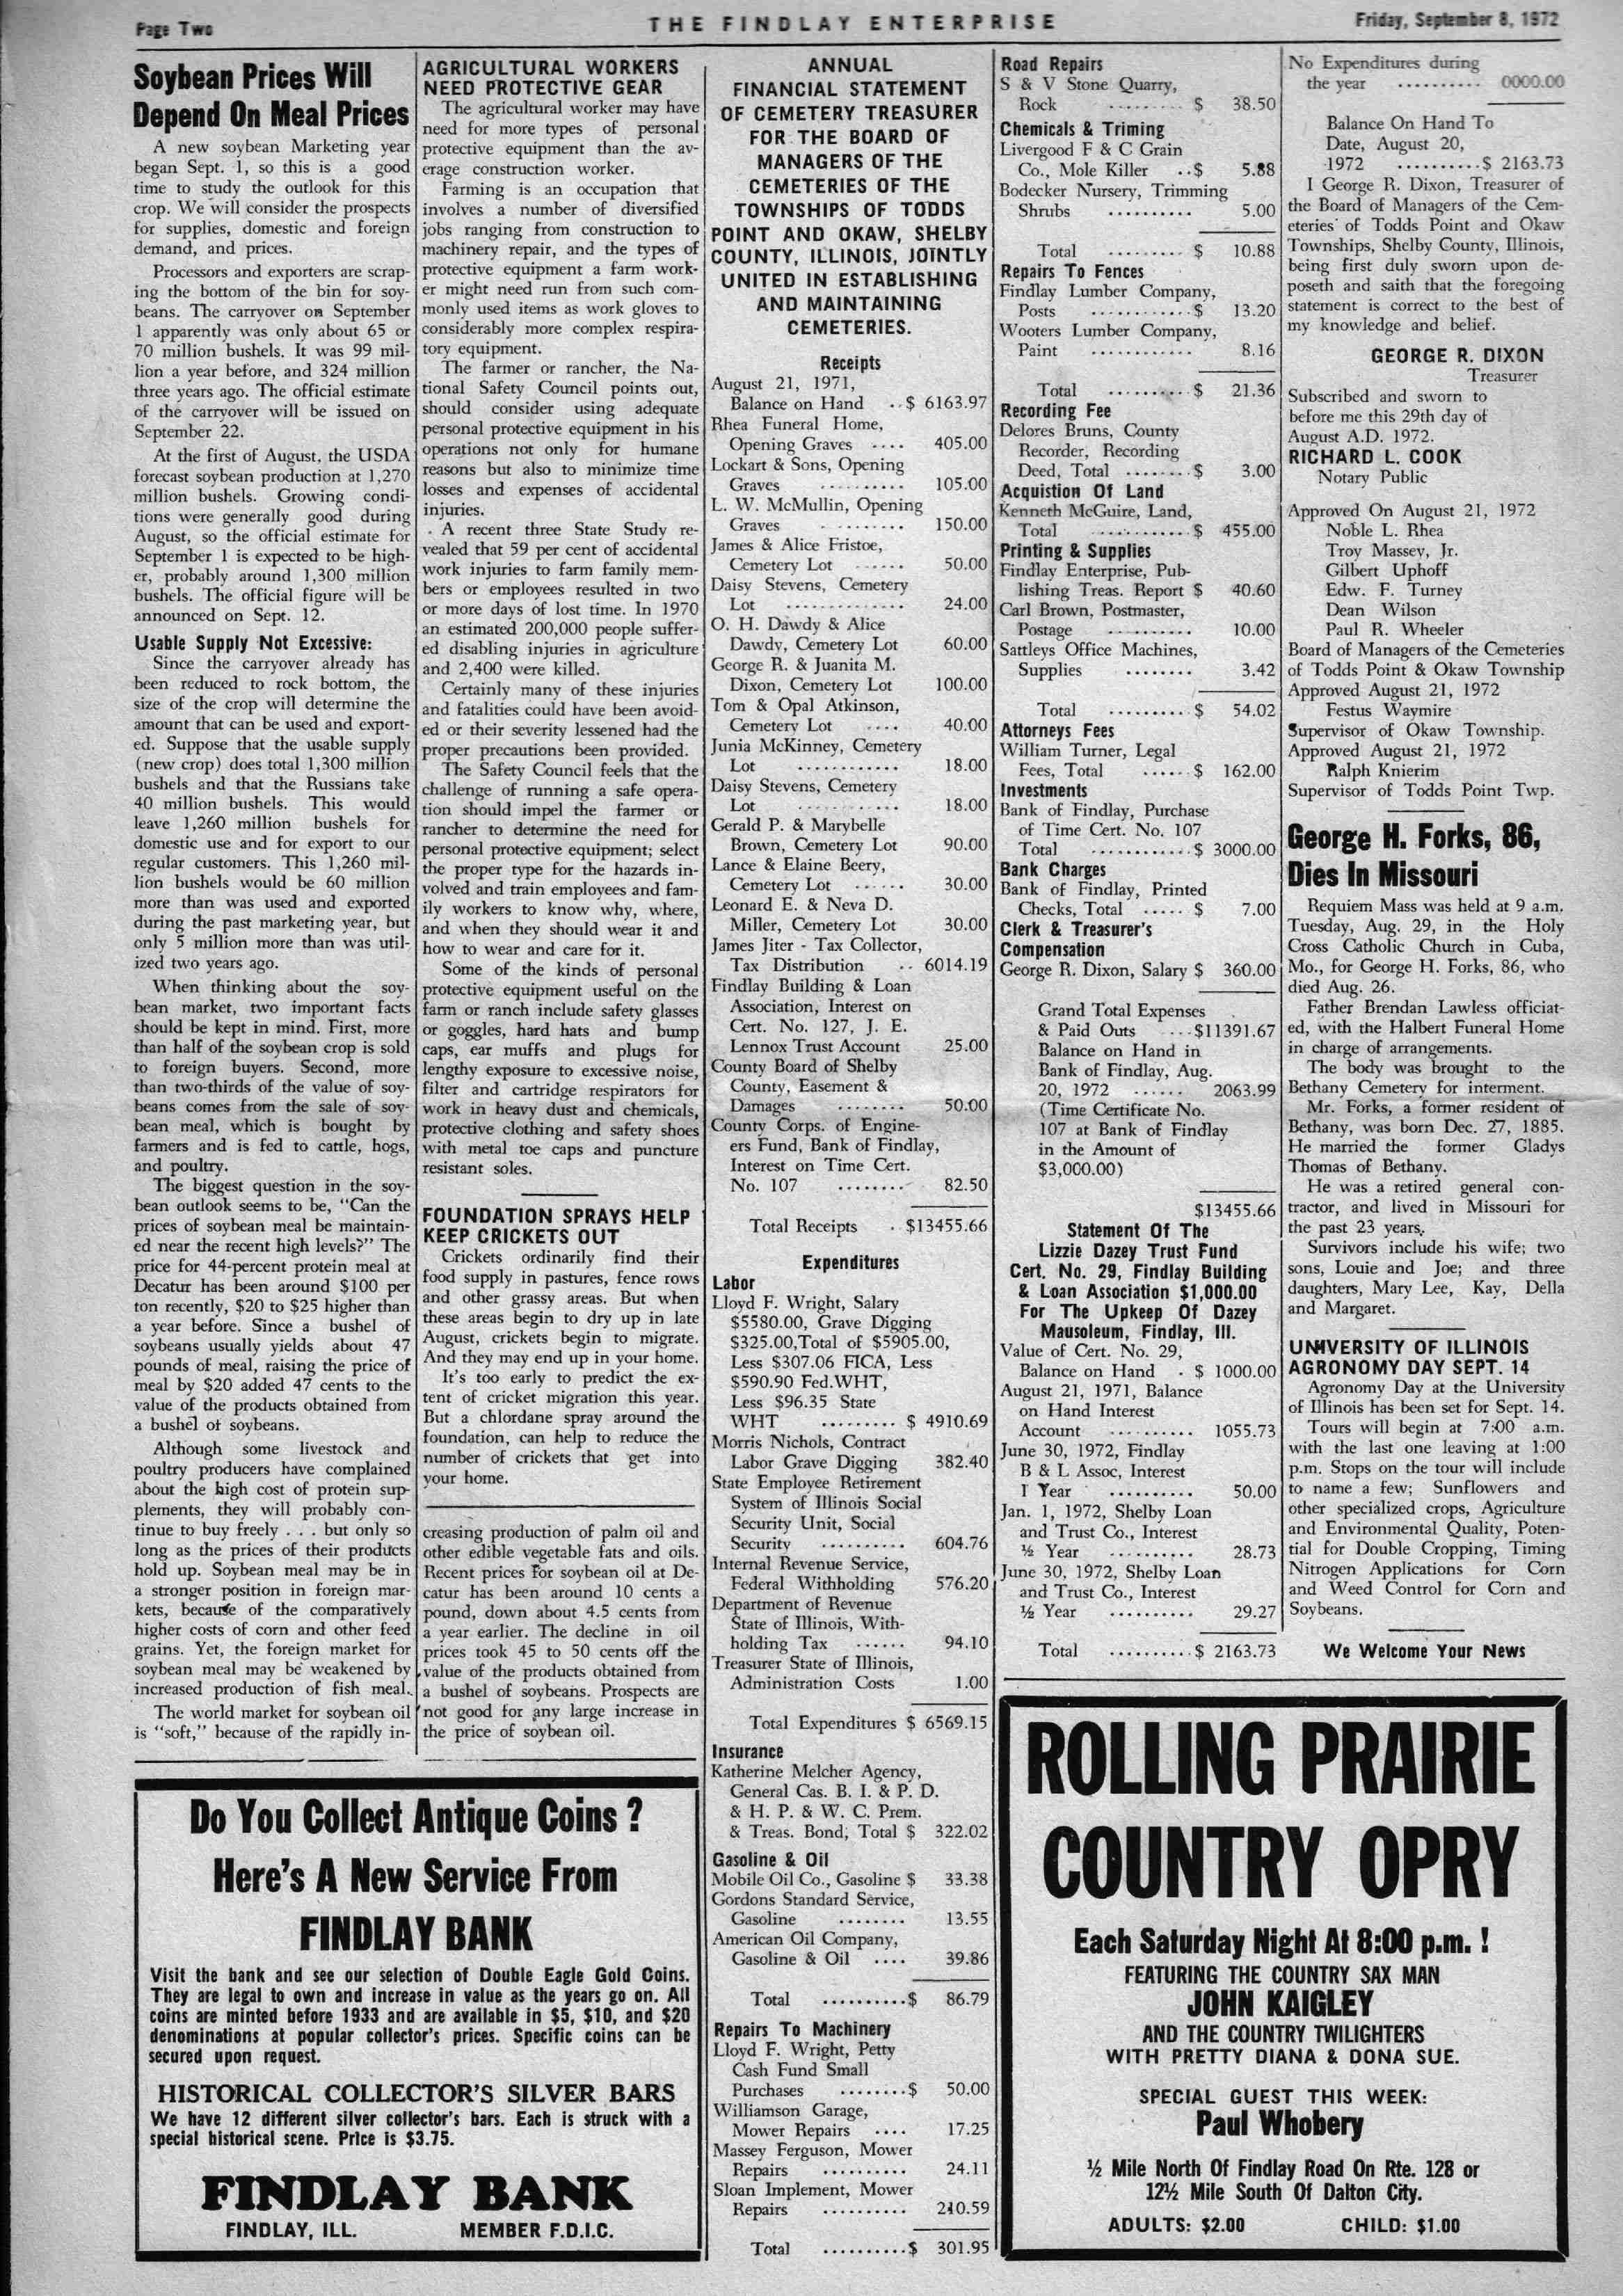 Page Two
THE FINDLAY ENTERPRISE
Friday, September 8, 1972
Soybean Prices Will
Depend On Meal Prices
A new soybean Marketing year
began Sept. 1, so this is a good
time to study the outlook for this
crop. We will consider the prospects
for supplies, domestic and foreign
demand, and prices.
Processors and exporters are scrap-
ing the bottom of the bin for soy-
beans. The carryover on September
1 apparently was only about 65 or
70 million bushels. It was 99 mil-
lion a year before, and 324 million
three years ago. The official estimate
of the carryover will be issued on
September 22.
At the first of August, the USDA
forecast soybean production at 1,270
million bushels. Growing condi-
tions were generally good during
August, so the official estimate for
September 1 is expected to be high-
er, probably around 1,300 million
bushels. The official figure will be
announced on Sept. 12.
Usable Supply Not Excessive:
Since the carryover already has
been reduced to rock bottom, the
size of the crop will determine the
amount that can be used and export-
ed. Suppose that the usable supply
(new crop) does total 1,300 million
bushels and that the Russians take
40 million bushels. This would
leave 1,260 million bushels for
domestic use and for export to our
regular customers. This 1,260 mil-
lion bushels would be 60 million
more than was used and exported
during the past marketing year, but
only 5 million more than was util-
ized two years ago.
When thinking about the soy-
bean market, two important facts
should be kept in mind. First, more
than half of the soybean crop is sold
to foreign buyers. Second, more
than two-thirds of the value of soy-
beans comes from the sale of soy-
bean meal, which is bought by
farmers and is fed to cattle, hogs,
and poultry.
The biggest question in the soy-
bean outlook seems to be, "Can the
prices of soybean meal be maintain-
ed near the recent high levels?" The
price for 44-percent protein meal at
Decatur has been around $100 per
ton recently, $20 to $25 higher than
a year before. Since a bushel of
soybeans usually yields about 47
pounds of meal, raising the price of
meal by $20 added 47 cents to the
value of the products obtained from
a bushel of soybeans.
Although some livestock and
poultry producers have complained
about the high cost of protein sup-
plements, they will probably con-
tinue to buy freely . . . but only so
long as the prices of their products
hold up. Soybean meal may be in
a stronger position in foreign mar-
kets, because of the comparatively
higher costs of corn and other feed
grains. Yet, the foreign market for
soybean meal may be weakened by
increased production of fish meal.
The world market for soybean oil
is "soft," because of the rapidly in-
AGRICULTURAL WORKERS
NEED PROTECTIVE GEAR
The agricultural worker may have
need for more types of personal
protective equipment than the av-
erage construction worker.
Farming is an occupation that
involves a number of diversified
jobs ranging from construction to
machinery repair, and the types of
protective equipment a farm work-
er might need run from such com-
monly used items as work gloves to
considerably more complex respira-
tory equipment.
The farmer or rancher, the Na-
tional Safety Council points out,
should consider using adequate
personal protective equipment in his
operations not only for humane
reasons but also to minimize time
losses and expenses of accidental
injuries.
A recent three State Study re-
vealed that 59 per cent of accidental
work injuries to farm family mem-
bers or employees resulted in two
or more days of lost time. In 1970
an estimated 200,000 people suffer-
ed disabling injuries in agriculture
and 2,400 were killed.
Certainly many of these injuries
and fatalities could have been avoid-
ed or their severity lessened had the
proper precautions been provided.
The Safety Council feels that the
challenge of running a safe opera-
tion should impel the farmer or
rancher to determine the need for
personal protective equipment; select
the proper type for the hazards in-
volved and train employees and fam-
ily workers to know why, where,
and when they should wear it and
how to wear and care for it.
Some of the kinds of personal
protective equipment useful on the
farm or ranch include safety glasses
or goggles, hard hats and bump
caps, ear muffs and plugs for
lengthy exposure to excessive noise,
filter and cartridge respirators for
work in heavy dust and chemicals,
protective clothing and safety shoes
with metal toe caps and puncture
resistant soles.
FOUNDATION SPRAYS HELP
KEEP CRICKETS OUT
Crickets ordinarily find their
food supply in pastures, fence rows
and other grassy areas. But when
these areas begin to dry up in late
August, crickets begin to migrate.
And they may end up in your home.
It's too early to predict the ex-
tent of cricket migration this year.
But a chlordane spray around the
foundation, can help to reduce the
number of crickets that get into
your home.
creasing production of palm oil and
other edible vegetable fats and oils.
Recent prices for soybean oil at De-
catur has been around 10 cents a
pound, down about 4.5 cents from
a year earlier. The decline in oil
prices took 45 to 50 cents off the
value of the products obtained from
a bushel of soybeans. Prospects are
not good for any large increase in
the price of soybean oil.
Do You Collect Antique Coins ?
Here's A New Service From
FINDLAY BANK
Visit the bank and see our selection of Double Eagle Gold Coins.
They are legal to own and increase in value as the years go on. All
coins are minted before 1933 and are available in $5, $10, and $20
denominations at popular collector's prices. Specific coins can be
secured upon request.
HISTORICAL COLLECTOR'S SILVER BARS
We have 12 different silver collector's bars. Each is struck with a
special historical scene. Price is $3.75.
FINDLAY BANK
FINDLAY, ILL. MEMBER F.D.I.C.
ANNUAL
FINANCIAL STATEMENT
OF CEMETERY TREASURER
FOR THE BOARD OF
MANAGERS OF THE
CEMETERIES OF THE
TOWNSHIPS OF TODDS
POINT AND OKAW, SHELBY
COUNTY, ILLINOIS, JOINTLY
UNITED IN ESTABLISHING
AND MAINTAINING
CEMETERIES.
Receipts
August 21, 1971,
Balance on Hand ..$ 6163.97
Rhea Funeral Home,
Opening Graves .... 405.00
Lockart & Sons, Opening
Graves .......... 105.00
L. W. McMullin, Opening
Graves .......... 150.00
James & Alice Fristoe,
Cemetery Lot ...... 50.00
Daisy Stevens, Cemetery
Lot .............. 24.00
O. H. Dawdy & Alice
Dawdy, Cemetery Lot 60.00
George R. & Juanita M.
Dixon, Cemetery Lot 100.00
Tom & Opal Atkinson,
Cemetery Lot .... 40.00
Junia McKinney, Cemetery
Lot ............ 18.00
Daisy Stevens, Cemetery
Lot ............ 18.00
Gerald P. & Marybelle
Brown, Cemetery Lot 90.00
Lance & Elaine Beery,
Cemetery Lot ...... 30.00
Leonard E. & Neva D.
Miller, Cemetery Lot 30.00
James Jiter - Tax Collector,
Tax Distribution .. 6014.19
Findlay Building & Loan
Association, Interest on
Cert. No. 127, J. E.
Lennox Trust Account 25.00
County Board of Shelby
County, Easement &
Damages ........ 50.00
County Corps. of Engine-
ers Fund, Bank of Findlay,
Interest on Time Cert.
No. 107 ........ 82.50
Total Receipts . $13455.66
Expenditures
Labor
Lloyd F. Wright, Salary
$5580.00, Grave Digging
$325.00,Total of $5905.00,
Less $307.06 FICA, Less
$590.90 Fed.WHT,
Less $96.35 State
WHT ......... $ 4910.69
Morris Nichols, Contract
Labor Grave Digging 382.40
State Employee Retirement
System of Illinois Social
Security Unit, Social
Security .......... 604.76
Internal Revenue Service,
Federal Withholding 576.20
Department of Revenue
State of Illinois, With-
holding Tax ...... 94.10
Treasurer State of Illinois,
Administration Costs 1.00
Total Expenditures $ 6569.15
Insurance
Katherine Melcher Agency,
General Cas. B. I. & P. D.
& H. P. & W. C. Prem.
& Treas. Bond, Total $ 322.02
Gasoline & Oil
Mobile Oil Co., Gasoline $ 33.38
Gordons Standard Service,
Gasoline ........ 13.55
American Oil Company,
Gasoline & Oil .... 39.86
Total ..........$ 86.79
Repairs To Machinery
Lloyd F. Wright, Petty
Cash Fund Small
Purchases ........$ 50.00
Williamson Garage,
Mower Repairs .... 17.25
Massey Ferguson, Mower
Repairs .......... 24.11
Sloan Implement, Mower
Repairs .......... 210.59
Total ..........$ 301.95
Road Repairs
S & V Stone Quarry,
Rock ......... $ 38.50
Chemicals & Triming
Livergood F & C Grain
Co., Mole Killer ..$ 5.88
Bodecker Nursery, Trimming
Shrubs .......... 5.00
Total .......... $ 10.88
Repairs To Fences
Findlay Lumber Company,
Posts ............$ 13.20
Wooters Lumber Company,
Paint ............ 8.16
Total ..........$ 21.36
Recording Fee
Delores Bruns, County
Recorder, Recording
Deed, Total ........$ 3.00
Acquistion Of Land
Kenneth McGuire, Land,
Total ............$ 455.00
Printing & Supplies
Findlay Enterprise, Pub-
lishing Treas. Report $ 40.60
Carl Brown, Postmaster,
Postage .......... 10.00
Sattleys Office Machines,
Supplies ........ 3.42
Total ..........$ 54.02
Attorneys Fees
William Turner, Legal
Fees, Total ......$ 162.00
Investments
Bank of Findlay, Purchase
of Time Cert. No. 107
Total ............$ 3000.00
Bank Charges
Bank of Findlay, Printed
Checks, Total ..... $ 7.00
Clerk & Treasurer's
Compensation
George R. Dixon, Salary $ 360.00
Grand Total Expenses
& Paid Outs ...$11391.67
Balance on Hand in
Bank of Findlay, Aug.
20, 1972 ...... 2063.99
(Time Certificate No.
107 at Bank of Findlay
in the Amount of
$3,000.00)
$13455.66
Statement Of The
Lizzie Dazey Trust Fund
Cert. No. 29, Findlay Building
& Loan Association $1,000.00
For The Upkeep Of Dazey
Mausoleum, Findlay, Ill.
Value of Cert. No. 29,
Balance on Hand . $ 1000.00
August 21, 1971, Balance
on Hand Interest
Account .......... 1055.73
June 30, 1972, Findlay
B & L Assoc, Interest
1 Year .......... 50.00
Jan. 1, 1972, Shelby Loan
and Trust Co., Interest
½ Year .......... 28.73
June 30, 1972, Shelby Loan
and Trust Co., Interest
½ Year .......... 29.27
Total ..........$ 2163.73
No Expenditures during
the year .......... 0000.00
Balance On Hand To
Date, August 20,
1972 ..........$ 2163.73
I George R. Dixon, Treasurer of
the Board of Managers of the Cem-
eteries of Todds Point and Okaw
Townships, Shelby County, Illinois,
being first duly sworn upon de-
poseth and saith that the foregoing
statement is correct to the best of
my knowledge and belief.
GEORGE R. DIXON
Treasurer
Subscribed and sworn to
before me this 29th day of
August A.D. 1972.
RICHARD L. COOK
Notary Public
Approved On August 21, 1972
Noble L. Rhea
Troy Massey, Jr.
Gilbert Uphoff
Edw. F. Turney
Dean Wilson
Paul R. Wheeler
Board of Managers of the Cemeteries
of Todds Point & Okaw Township
Approved August 21, 1972
Festus Waymire
Supervisor of Okaw Township.
Approved August 21, 1972
Ralph Knierim
Supervisor of Todds Point Twp.
George H. Forks, 86,
Dies In Missouri
Requiem Mass was held at 9 a.m.
Tuesday, Aug. 29, in the Holy
Cross Catholic Church in Cuba,
Mo., for George H. Forks, 86, who
died Aug. 26.
Father Brendan Lawless officiat-
ed, with the Halbert Funeral Home
in charge of arrangements.
The body was brought to the
Bethany Cemetery for interment.
Mr. Forks, a former resident of
Bethany, was born Dec. 27, 1885.
He married the former Gladys
Thomas of Bethany.
He was a retired general con-
tractor, and lived in Missouri for
the past 23 years.
Survivors include his wife; two
sons, Louie and Joe; and three
daughters, Mary Lee, Kay, Della
and Margaret.
UNIVERSITY OF ILLINOIS
AGRONOMY DAY SEPT. 14
Agronomy Day at the University
of Illinois has been set for Sept. 14.
Tours will begin at 7:00 a.m.
with the last one leaving at 1:00
p.m. Stops on the tour will include
to name a few; Sunflowers and
other specialized crops, Agriculture
and Environmental Quality, Poten-
tial for Double Cropping, Timing
Nitrogen Applications for Corn
and Weed Control for Corn and
Soybeans.
We Welcome Your News
ROLLING PRAIRIE
COUNTRY OPRY
Each Saturday Night At 8:00 p.m. !
FEATURING THE COUNTRY SAX MAN
JOHN KAIGLEY
AND THE COUNTRY TWILIGHTERS
WITH PRETTY DIANA & DONA SUE.
SPECIAL GUEST THIS WEEK:
Paul Whobery
½ Mile North Of Findlay Road On Rte. 128 or
12½ Mile South Of Dalton City.
ADULTS: $2.00 CHILD: $1.00